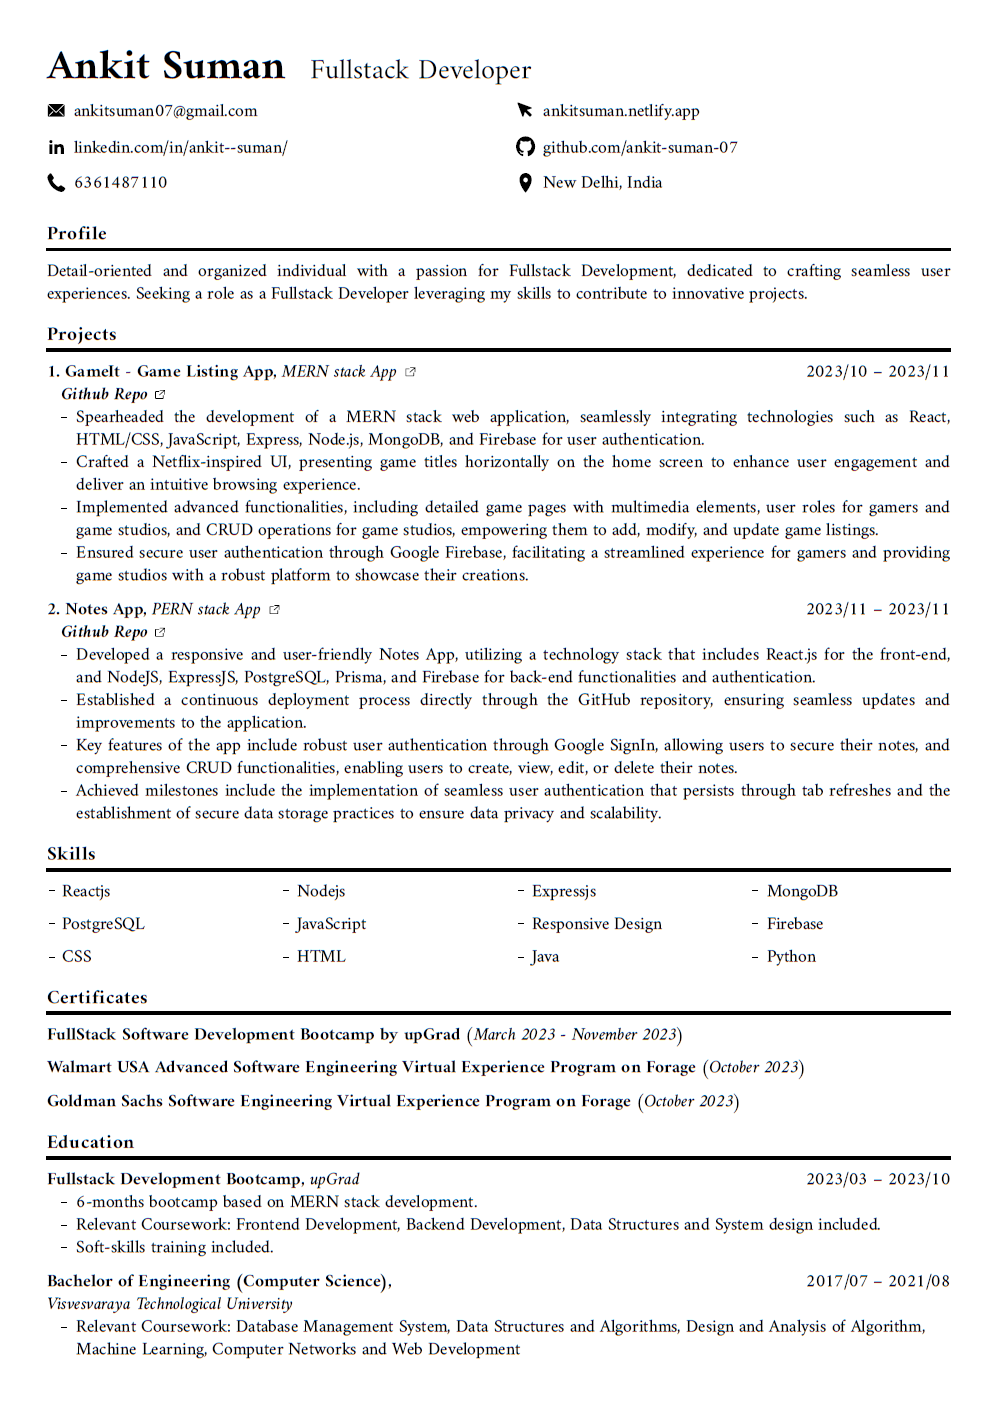 Ankit Suman Fullstack Developer
ankitsuman07@gmail.com
ankitsuman.netlify.app
linkedin.com/in/ankit--suman/
github.com/ankit-suman-07
6361487110
New Delhi, India
Profile
Detail-oriented and organized individual with a passion for Fullstack Development, dedicated to crafting seamless user
experiences. Seeking a role as a Fullstack Developer leveraging my skills to contribute to innovative projects.
Projects
1. GameIt - Game Listing App, MERN stack App 2023/10 – 2023/11
Github Repo
– Spearheaded the development of a MERN stack web application, seamlessly integrating technologies such as React,
HTML/CSS, JavaScript, Express, Node.js, MongoDB, and Firebase for user authentication.
– Crafted a Netflix-inspired UI, presenting game titles horizontally on the home screen to enhance user engagement and
deliver an intuitive browsing experience.
– Implemented advanced functionalities, including detailed game pages with multimedia elements, user roles for gamers and
game studios, and CRUD operations for game studios, empowering them to add, modify, and update game listings.
– Ensured secure user authentication through Google Firebase, facilitating a streamlined experience for gamers and providing
game studios with a robust platform to showcase their creations.
2. Notes App, PERN stack App 2023/11 – 2023/11
Github Repo
– Developed a responsive and user-friendly Notes App, utilizing a technology stack that includes React.js for the front-end,
and NodeJS, ExpressJS, PostgreSQL, Prisma, and Firebase for back-end functionalities and authentication.
– Established a continuous deployment process directly through the GitHub repository, ensuring seamless updates and
improvements to the application.
– Key features of the app include robust user authentication through Google SignIn, allowing users to secure their notes, and
comprehensive CRUD functionalities, enabling users to create, view, edit, or delete their notes.
– Achieved milestones include the implementation of seamless user authentication that persists through tab refreshes and the
establishment of secure data storage practices to ensure data privacy and scalability.
Skills
– Reactjs – Nodejs – Expressjs – MongoDB
– PostgreSQL – JavaScript – Responsive Design – Firebase
– CSS – HTML – Java – Python
Certificates
FullStack Software Development Bootcamp by upGrad (March 2023 - November 2023)
Walmart USA Advanced Software Engineering Virtual Experience Program on Forage (October 2023)
Goldman Sachs Software Engineering Virtual Experience Program on Forage (October 2023)
Education
Fullstack Development Bootcamp, upGrad 2023/03 – 2023/10
– 6-months bootcamp based on MERN stack development.
– Relevant Coursework: Frontend Development, Backend Development, Data Structures and System design included.
– Soft-skills training included.
Bachelor of Engineering (Computer Science), 2017/07 – 2021/08
Visvesvaraya Technological University
– Relevant Coursework: Database Management System, Data Structures and Algorithms, Design and Analysis of Algorithm,
Machine Learning, Computer Networks and Web Development